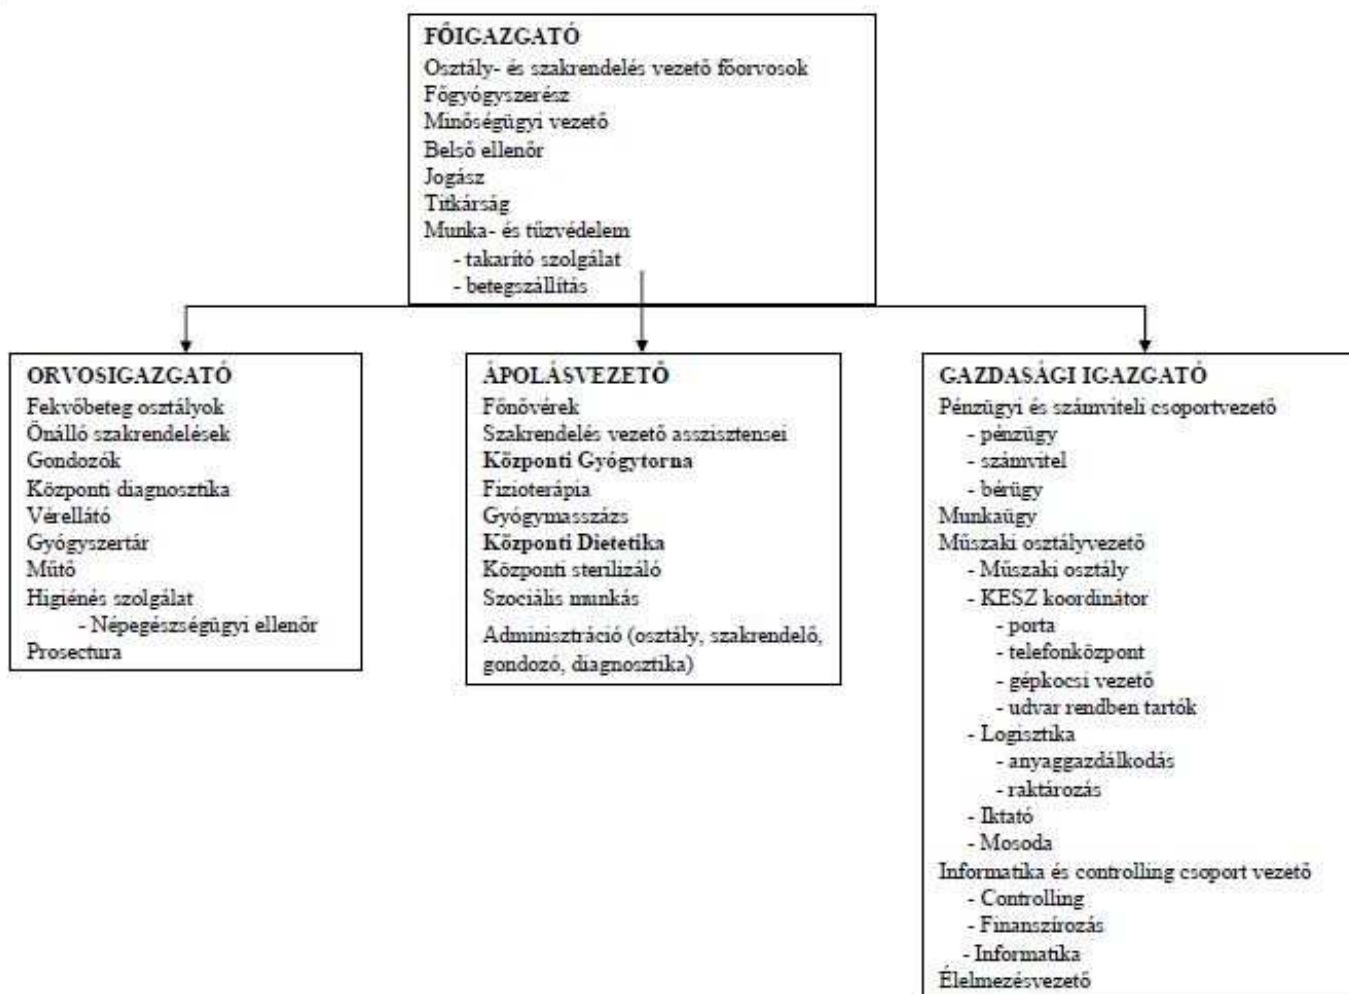 FŐIGAZGATÓ
Osztály- és szakrendelés vezető főorvosok
Főgyógyszerész
Minőségügyi vezető
Belső ellenőr
Jogász
Titkárság
Munka- és tűzvédelem
- takarító szolgálat
- betegszállítás
ORVOSIGAZGATÓ
Fekvőbeteg osztályok
Önálló szakrendelések
Gondozók
Központi diagnosztika
Vérellátó
Gyógyszertár
Műtő
Higiénés szolgálat
- Népegészségügyi ellenőr
Prosectura
ÁPOLÁSVEZETŐ
Főnővérek
Szakrendelés vezető asszisztensei
Központi Gyógytorna
Fizioterápia
Gyógymasszázs
Központi Dietetika
Központi sterilizáló
Szociális munkás
Adminisztráció (osztály, szakrendelő,
gondozó, diagnosztika)
GAZDASÁGI IGAZGATÓ
Pénzügyi és számviteli csoportvezető
- pénzügy
- számvitel
- bérügy
Munkaügy
Műszaki osztályvezető
- Műszaki osztály
- KESZ koordinátor
- porta
- telefonközpont
- gépkocsi vezető
- udvar rendben tartók
- Logisztika
- anyaggazdálkodás
- raktározás
- Iktató
- Mosoda
Informatika és controlling csoport vezető
- Controlling
- Finanszírozás
- Informatika
Élelmezésvezető